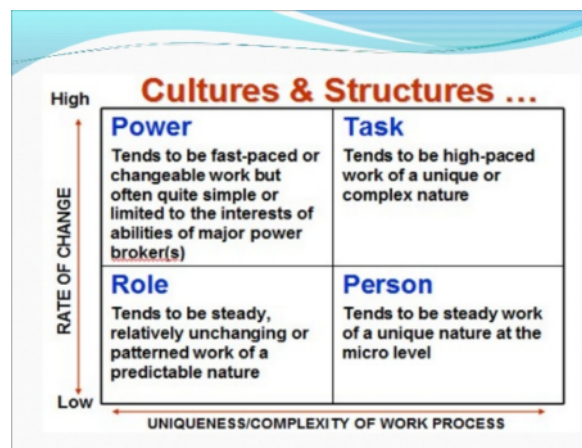 Cultures & Structures ...
High
Power
Tends to be fast-paced or
changeable work but
often quite simple or
limited to the interests of
abilities of major power
broker(s)
Task
Tends to be high-paced
work of a unique or
complex nature
RATE OF CHANGE
Role
Tends to be steady,
relatively unchanging or
patterned work of a
predictable nature
Person
Tends to be steady work
of a unique nature at the
micro level
Low
UNIQUENESS/COMPLEXITY OF WORK PROCESS